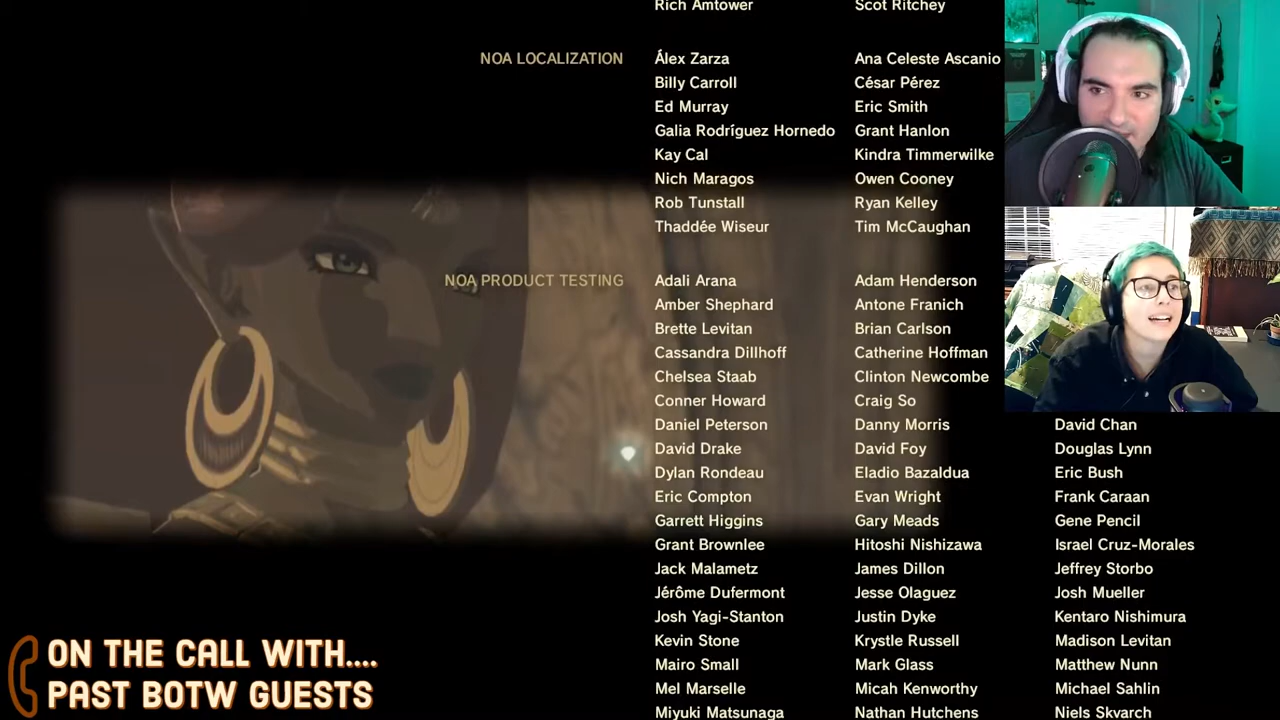 Rich Amtower Scot Ritchey
NOA LOCALIZATION Álex Zarza Ana Celeste Ascanio
Billy Carroll César Pérez
Ed Murray Eric Smith
Galia Rodríguez Hornedo Grant Hanlon
Kay Cal Kindra Timmerwilke
Nich Maragos Owen Cooney
Rob Tunstall Ryan Kelley
Thaddée Wiseur Tim McCaughan
NOA PRODUCT TESTING Adali Arana Adam Henderson
Amber Shephard Antone Franich
Brette Levitan Brian Carlson
Cassandra Dillhoff Catherine Hoffman
Chelsea Staab Clinton Newcombe
Conner Howard Craig So
Daniel Peterson Danny Morris David Chan
David Drake David Foy Douglas Lynn
Dylan Rondeau Eladio Bazaldua Eric Bush
Eric Compton Evan Wright Frank Caraan
Garrett Higgins Gary Meads Gene Pencil
Grant Brownlee Hitoshi Nishizawa Israel Cruz-Morales
Jack Malametz James Dillon Jeffrey Storbo
Jérôme Dufermont Jesse Olaguez Josh Mueller
Josh Yagi-Stanton Justin Dyke Kentaro Nishimura
Kevin Stone Krystle Russell Madison Levitan
Mairo Small Mark Glass Matthew Nunn
Mel Marselle Micah Kenworthy Michael Sahlin
Miyuki Matsunaga Nathan Hutchens Niels Skvarch
ON THE CALL WITH....
PAST BOTW GUESTS